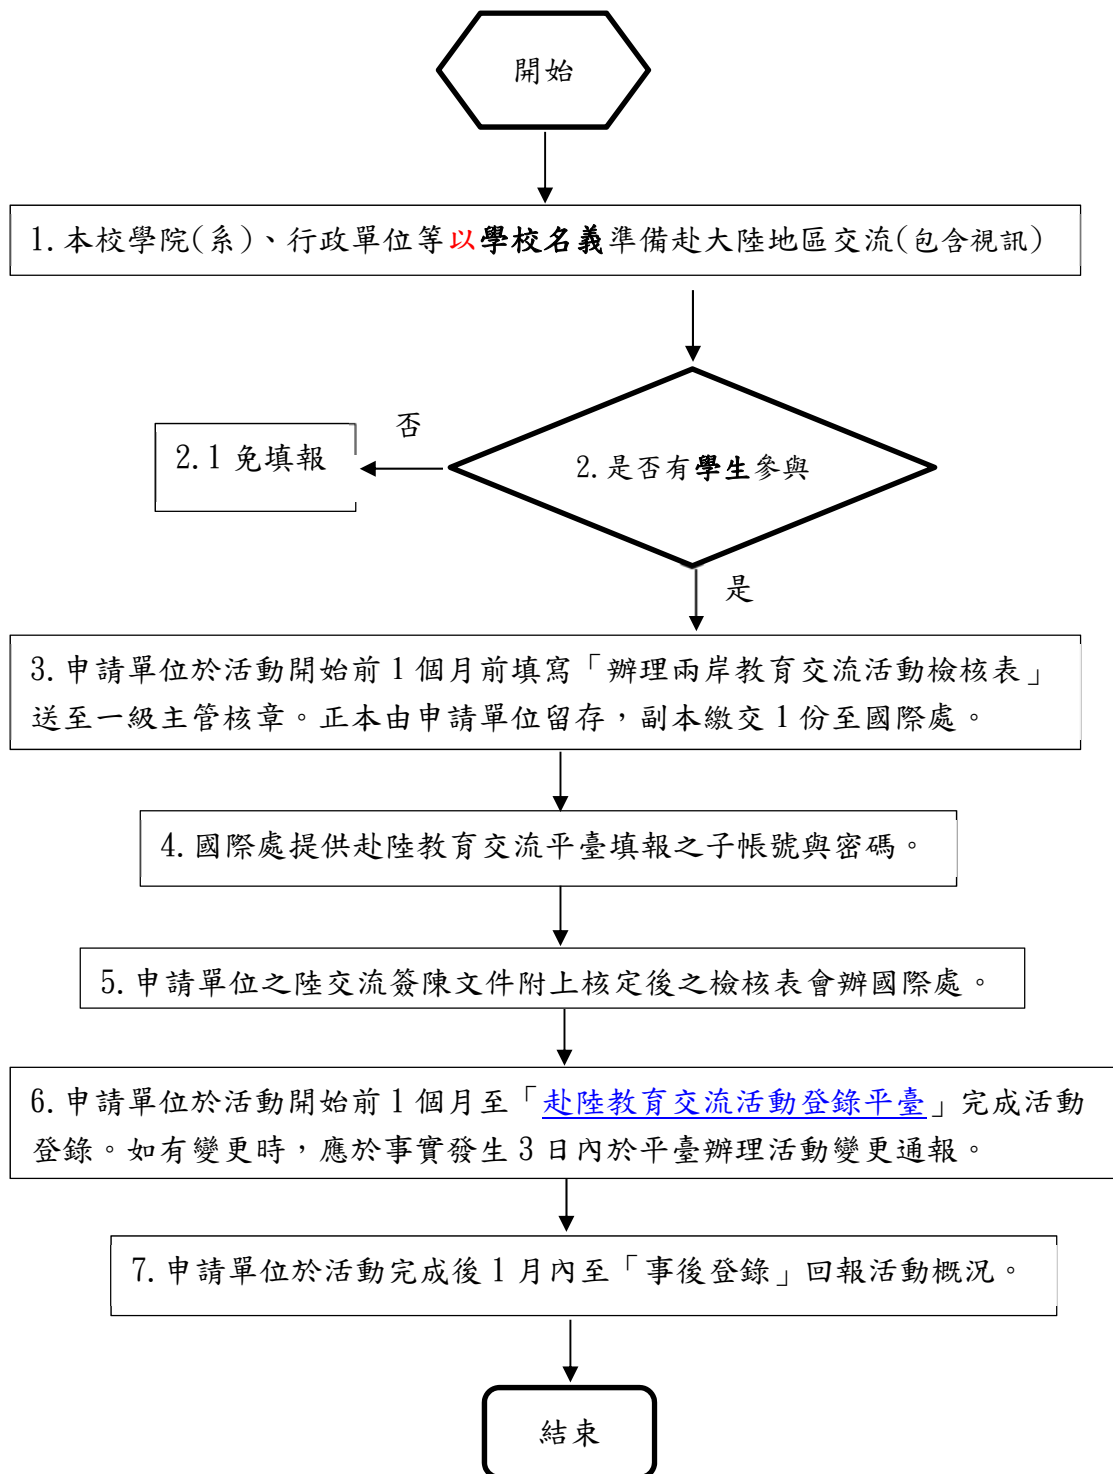 開始
1.本校學院(系)、行政單位等以學校名義準備赴大陸地區交流(包含視訊)
否
2.1 免填報
2.是否有學生參與
是
3.申請單位於活動開始前 1 個月前填寫「辦理兩岸教育交流活動檢核表」
送至一級主管核章。正本由申請單位留存，副本繳交 1 份至國際處。
4.國際處提供赴陸教育交流平臺填報之子帳號與密碼。
5.申請單位之陸交流簽陳文件附上核定後之檢核表會辦國際處。
6.申請單位於活動開始前 1 個月至「赴陸教育交流活動登錄平臺」完成活動
登錄。如有變更時，應於事實發生 3 日內於平臺辦理活動變更通報。
7.申請單位於活動完成後 1 月內至「事後登錄」回報活動概況。
結束